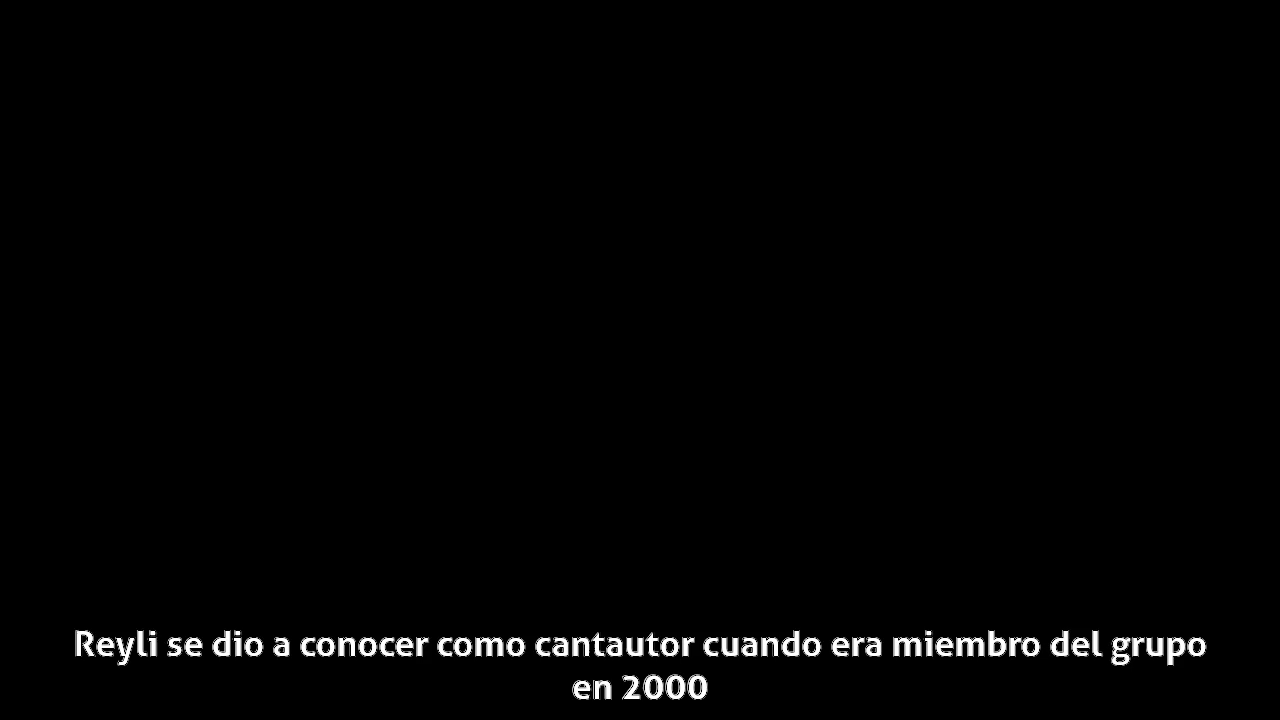 Reyli se dio a conocer como cantautor cuando era miembro del grupo
en 2000